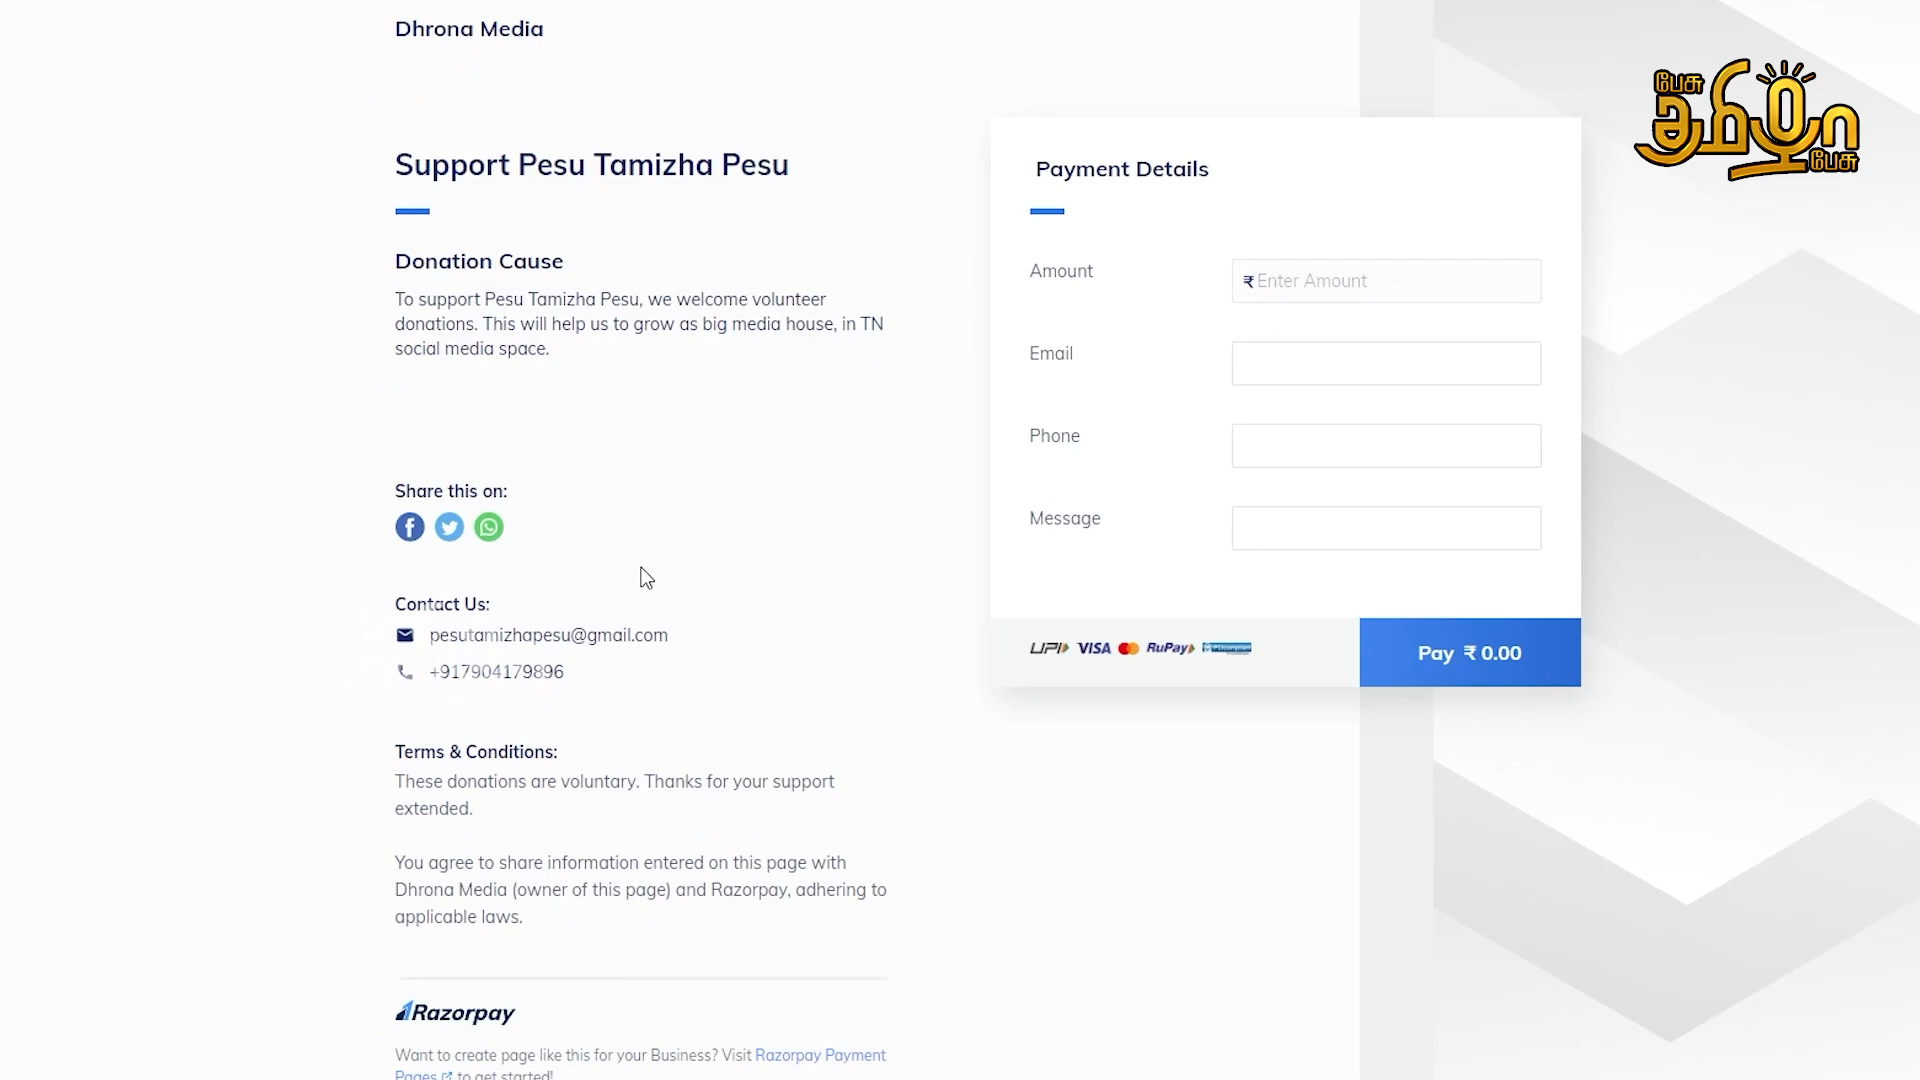 Dhrona Media
பேசு
தமிழா
பேசு
Support Pesu Tamizha Pesu
Donation Cause
To support Pesu Tamizha Pesu, we welcome volunteer
donations. This will help us to grow as big media house, in TN
social media space.
Share this on:
Contact Us:
pesutamizhapesu@gmail.com
+917904179896
Terms & Conditions:
These donations are voluntary. Thanks for your support
extended.
You agree to share information entered on this page with
Dhrona Media (owner of this page) and Razorpay, adhering to
applicable laws.
Razorpay
Want to create page like this for your Business? Visit Razorpay Payment
Pages to get started!
Payment Details
Amount
₹ Enter Amount
Email
Phone
Message
UPI VISA RuPay
Pay ₹ 0.00